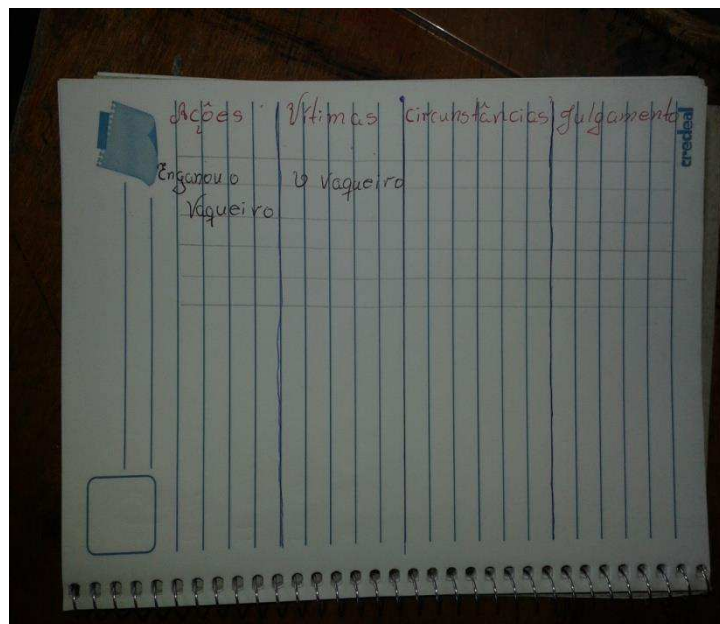 Ações Vítimas Circunstâncias Julgamento
Enganou o O Vaqueiro
Vaqueiro
credeal